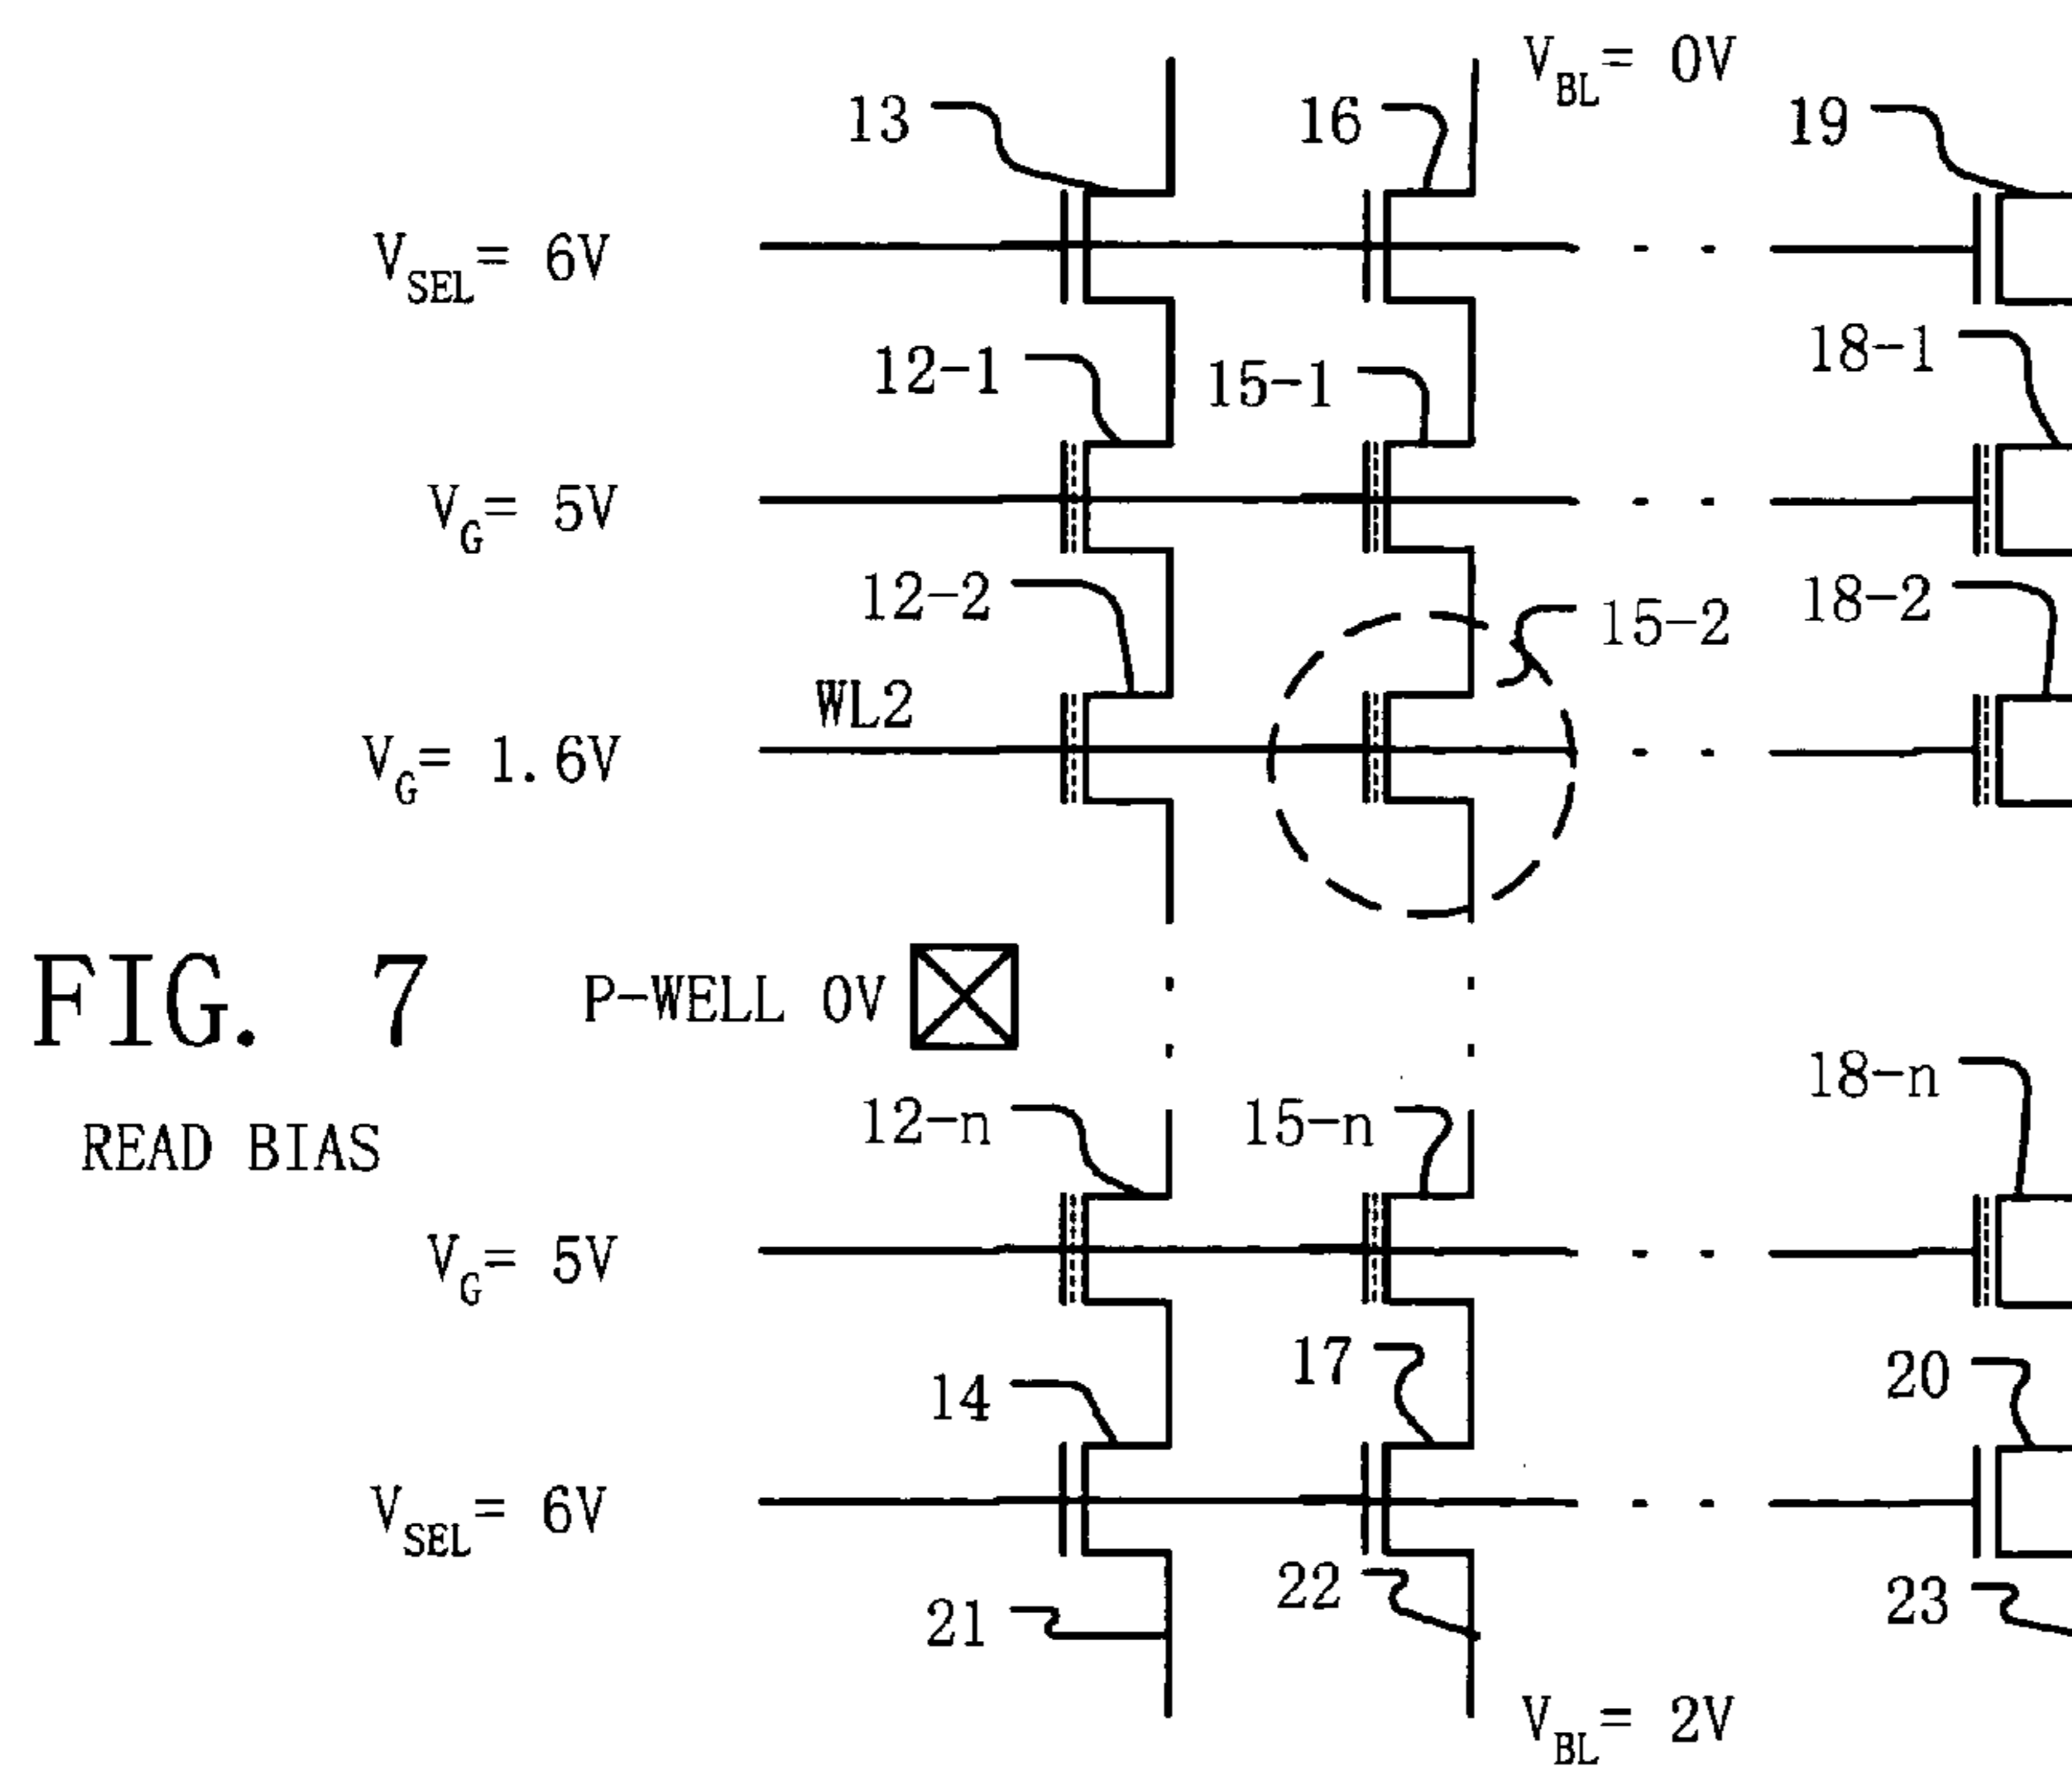 V_BL= 0V
13
16
19
V_SEL= 6V
12-1
15-1
18-1
V_G= 5V
12-2
15-2
18-2
WL2
V_G= 1.6V
FIG. 7
P-WELL 0V
READ BIAS
12-n
15-n
18-n
V_G= 5V
14
17
20
V_SEL= 6V
21
22
23
V_BL= 2V